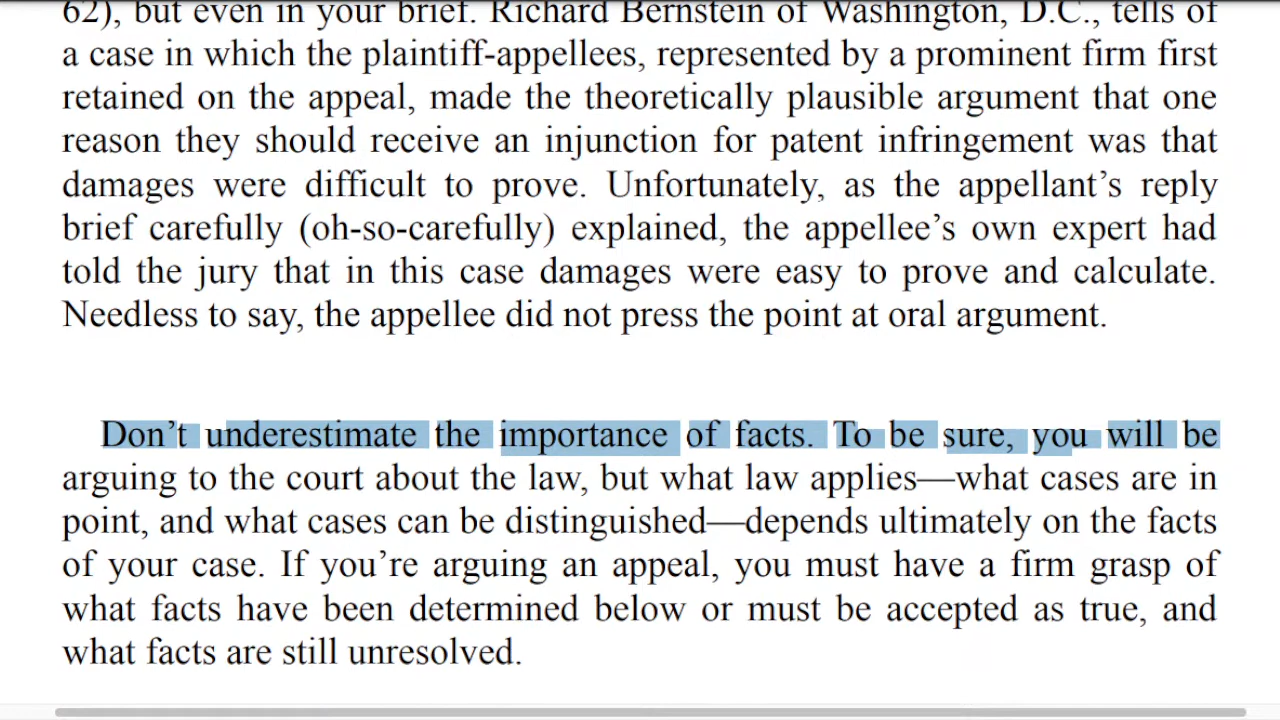 62), but even in your brief. Richard Bernstein of Washington, D.C., tells of
a case in which the plaintiff-appellees, represented by a prominent firm first
retained on the appeal, made the theoretically plausible argument that one
reason they should receive an injunction for patent infringement was that
damages were difficult to prove. Unfortunately, as the appellant’s reply
brief carefully (oh-so-carefully) explained, the appellee’s own expert had
told the jury that in this case damages were easy to prove and calculate.
Needless to say, the appellee did not press the point at oral argument.
Don’t underestimate the importance of facts. To be sure, you will be
arguing to the court about the law, but what law applies—what cases are in
point, and what cases can be distinguished—depends ultimately on the facts
of your case. If you’re arguing an appeal, you must have a firm grasp of
what facts have been determined below or must be accepted as true, and
what facts are still unresolved.